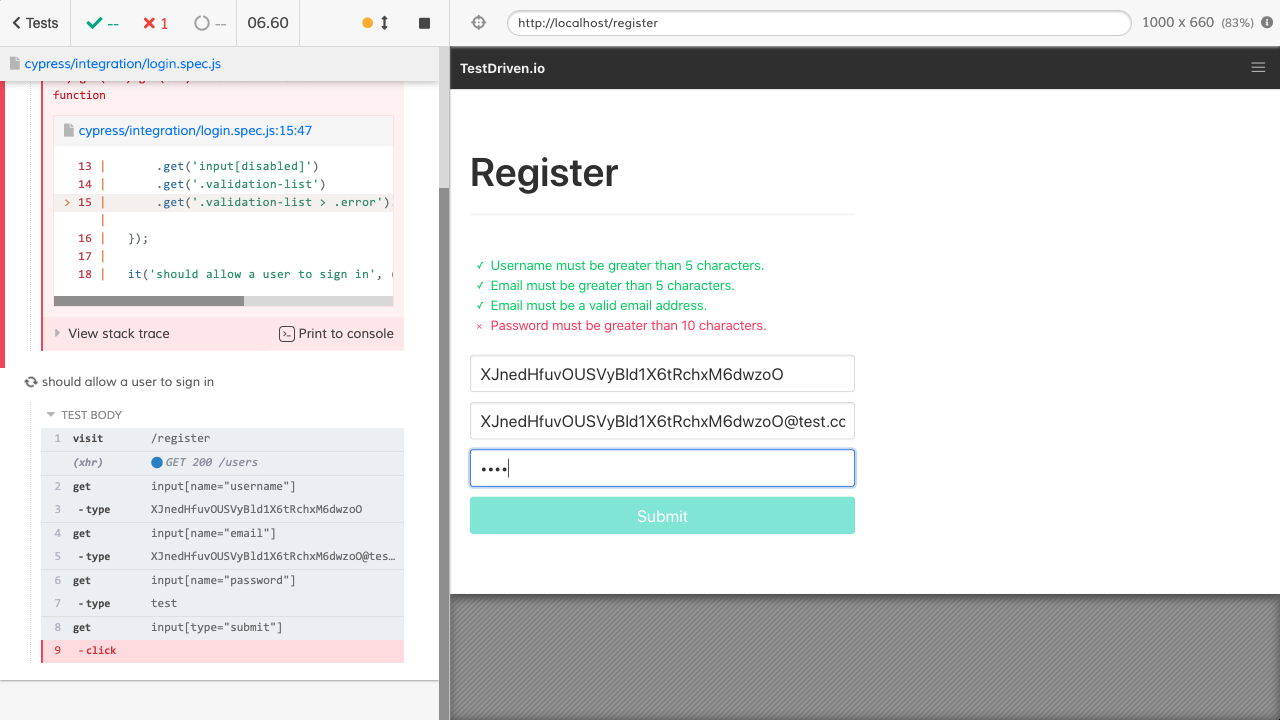 Tests
--
1
--
06.60
http://localhost/register
1000 x 660 (83%)
cypress/integration/login.spec.js
function
cypress/integration/login.spec.js:15:47
13 | .get('input[disabled]')
14 | .get('.validation-list')
> 15 | .get('.validation-list > .error')
|
16 | });
17 |
18 | it('should allow a user to sign in',
View stack trace
Print to console
should allow a user to sign in
TEST BODY
1 visit /register
(xhr) GET 200 /users
2 get input[name="username"]
3 -type XJnedHfuvOUSVyBld1X6tRchxM6dwzoO
4 get input[name="email"]
5 -type XJnedHfuvOUSVyBld1X6tRchxM6dwzoO@tes…
6 get input[name="password"]
7 -type test
8 get input[type="submit"]
9 -click
TestDriven.io
Register
✓ Username must be greater than 5 characters.
✓ Email must be greater than 5 characters.
✓ Email must be a valid email address.
× Password must be greater than 10 characters.
XJnedHfuvOUSVyBld1X6tRchxM6dwzoO
XJnedHfuvOUSVyBld1X6tRchxM6dwzoO@test.co
••••
Submit